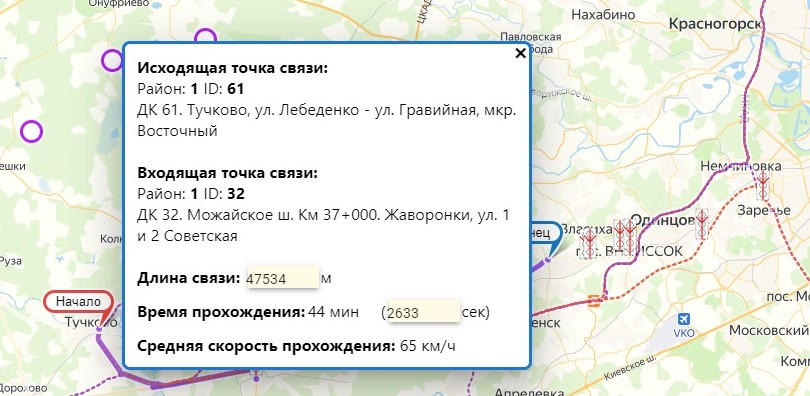 Онуфриево
Нахабино
Красногорск
ЦКАД
Павловская
×
Исходящая точка связи:
Район: 1 ID: 61
ДК 61. Тучково, ул. Лебеденко - ул. Гравийная, мкр.
Восточный
Входящая точка связи:
Район: 1 ID: 32
ДК 32. Можайское ш. Км 37+000. Жаворонки, ул. 1
и 2 Советская
Длина связи: 47534 м
Время прохождения: 44 мин (2633 сек)
Средняя скорость прохождения: 65 км/ч
Немчиновка
Заречье
Одинцово
нец
Руза
Начало
Тучково
пос. М
VKO
Московский
Киевское ш.
Дорохово
Апрелевка